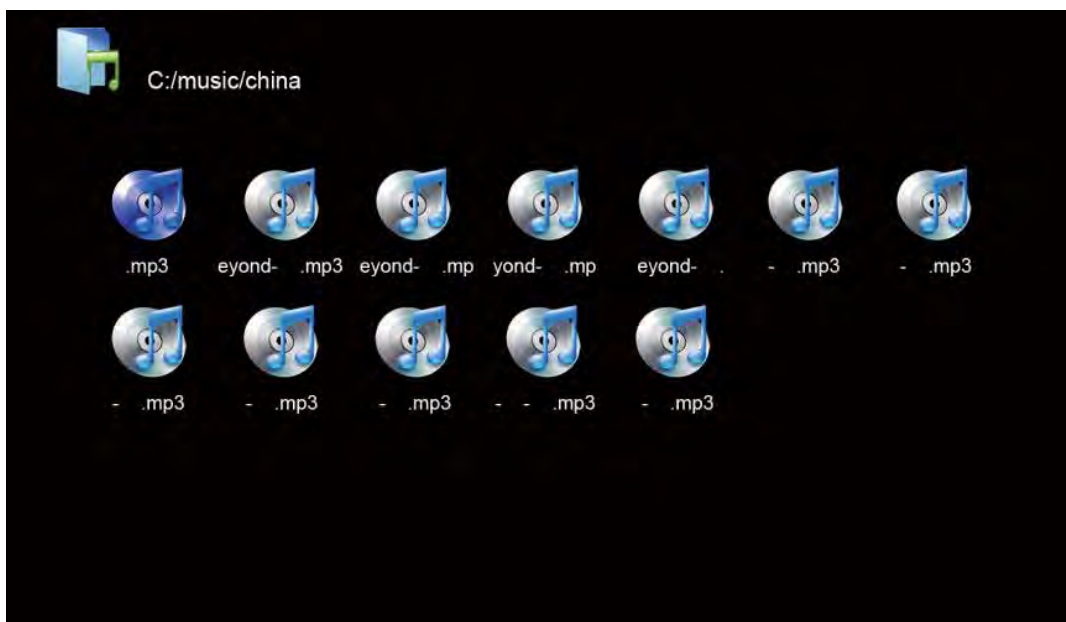 C:/music/china
.mp3 eyond- .mp3 eyond- .mp yond- .mp eyond- . - .mp3 - .mp3
- .mp3 - .mp3 - .mp3 - - .mp3 - .mp3